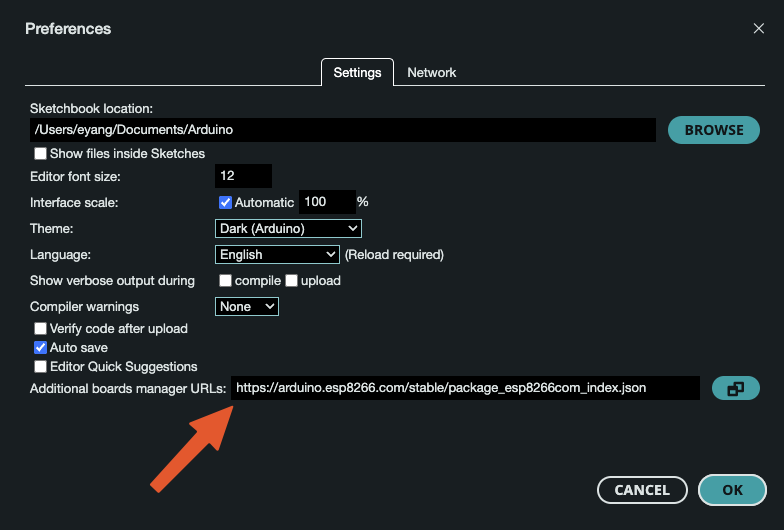 Preferences
Settings Network
Sketchbook location:
/Users/eyang/Documents/Arduino BROWSE
Show files inside Sketches
Editor font size: 12
Interface scale: Automatic 100 %
Theme: Dark (Arduino)
Language: English (Reload required)
Show verbose output during compile upload
Compiler warnings None
Verify code after upload
Auto save
Editor Quick Suggestions
Additional boards manager URLs: https://arduino.esp8266.com/stable/package_esp8266com_index.json
CANCEL OK